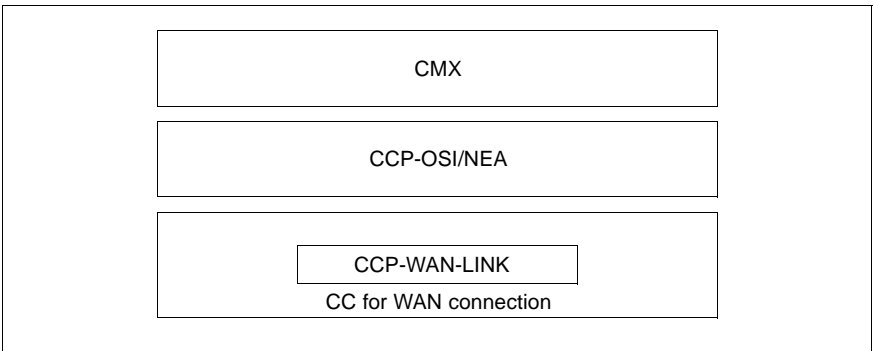 CMX
CCP-OSI/NEA
CCP-WAN-LINK
CC for WAN connection